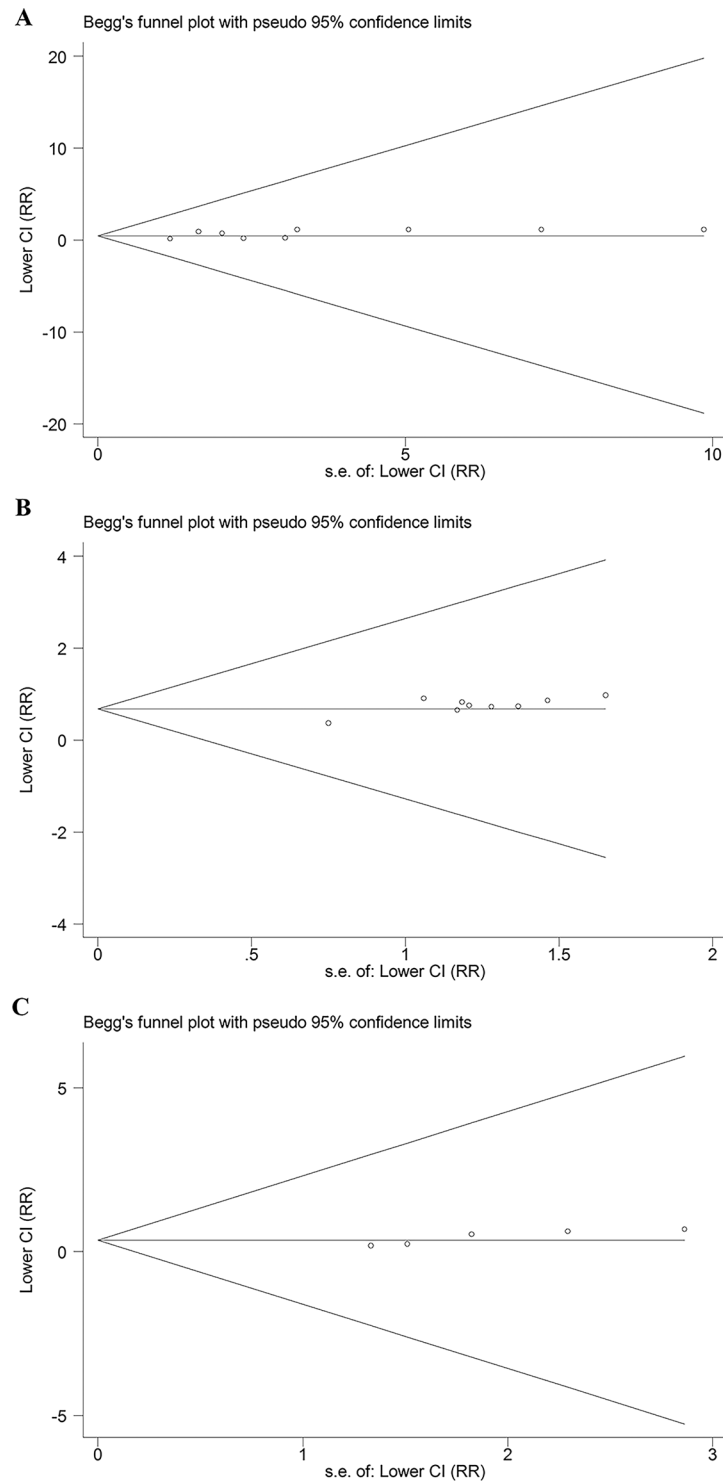 A
Begg's funnel plot with pseudo 95% confidence limits
20
10
0
-10
-20
Lower CI (RR)
0 5 10
s.e. of: Lower CI (RR)
B
Begg's funnel plot with pseudo 95% confidence limits
4
2
0
-2
-4
Lower CI (RR)
0 .5 1 1.5 2
s.e. of: Lower CI (RR)
C
Begg's funnel plot with pseudo 95% confidence limits
5
0
-5
Lower CI (RR)
0 1 2 3
s.e. of: Lower CI (RR)